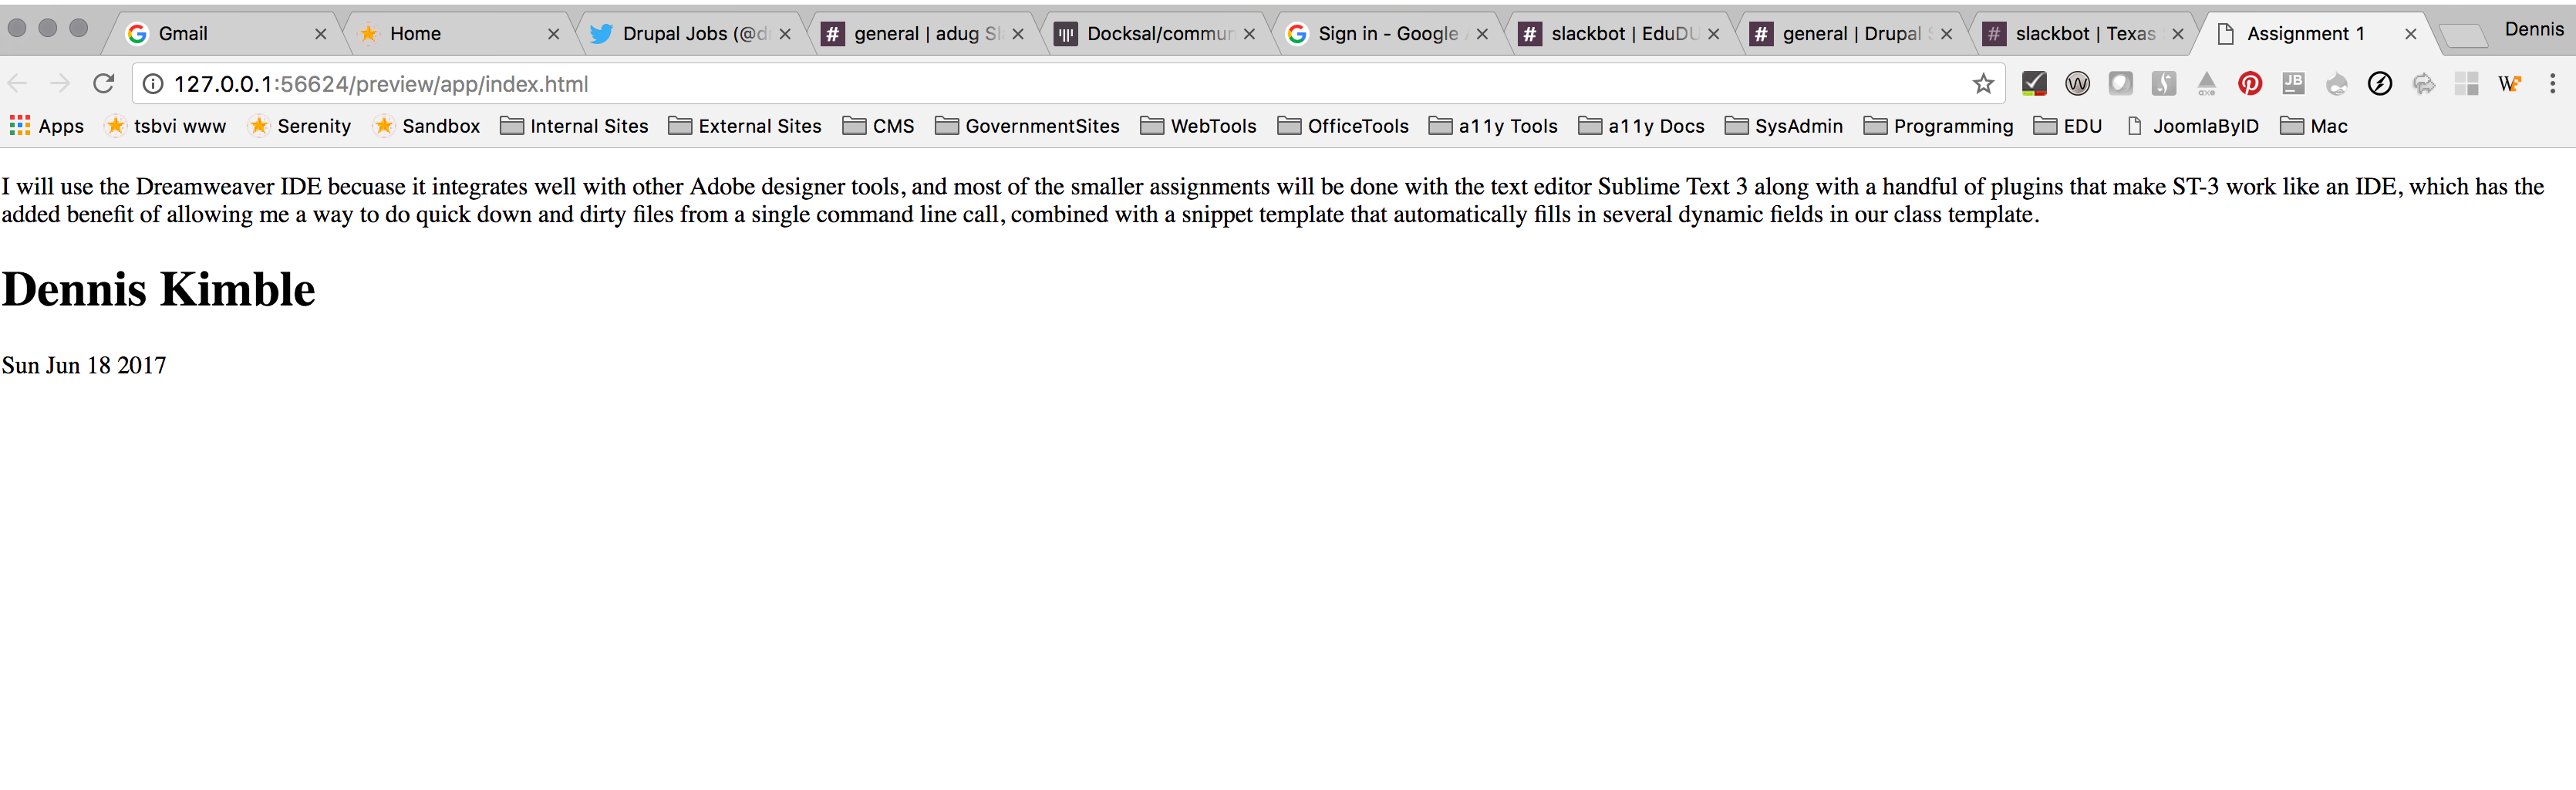 Gmail Home Drupal Jobs (@d general | adug Sl Docksal/commun Sign in - Google slackbot | EduDU general | Drupal S slackbot | Texas Assignment 1 Dennis
127.0.0.1:56624/preview/app/index.html
Apps tsbvi www Serenity Sandbox Internal Sites External Sites CMS GovernmentSites WebTools OfficeTools a11y Tools a11y Docs SysAdmin Programming EDU JoomlaByID Mac
I will use the Dreamweaver IDE becuase it integrates well with other Adobe designer tools, and most of the smaller assignments will be done with the text editor Sublime Text 3 along with a handful of plugins that make ST-3 work like an IDE, which has the
added benefit of allowing me a way to do quick down and dirty files from a single command line call, combined with a snippet template that automatically fills in several dynamic fields in our class template.
Dennis Kimble
Sun Jun 18 2017